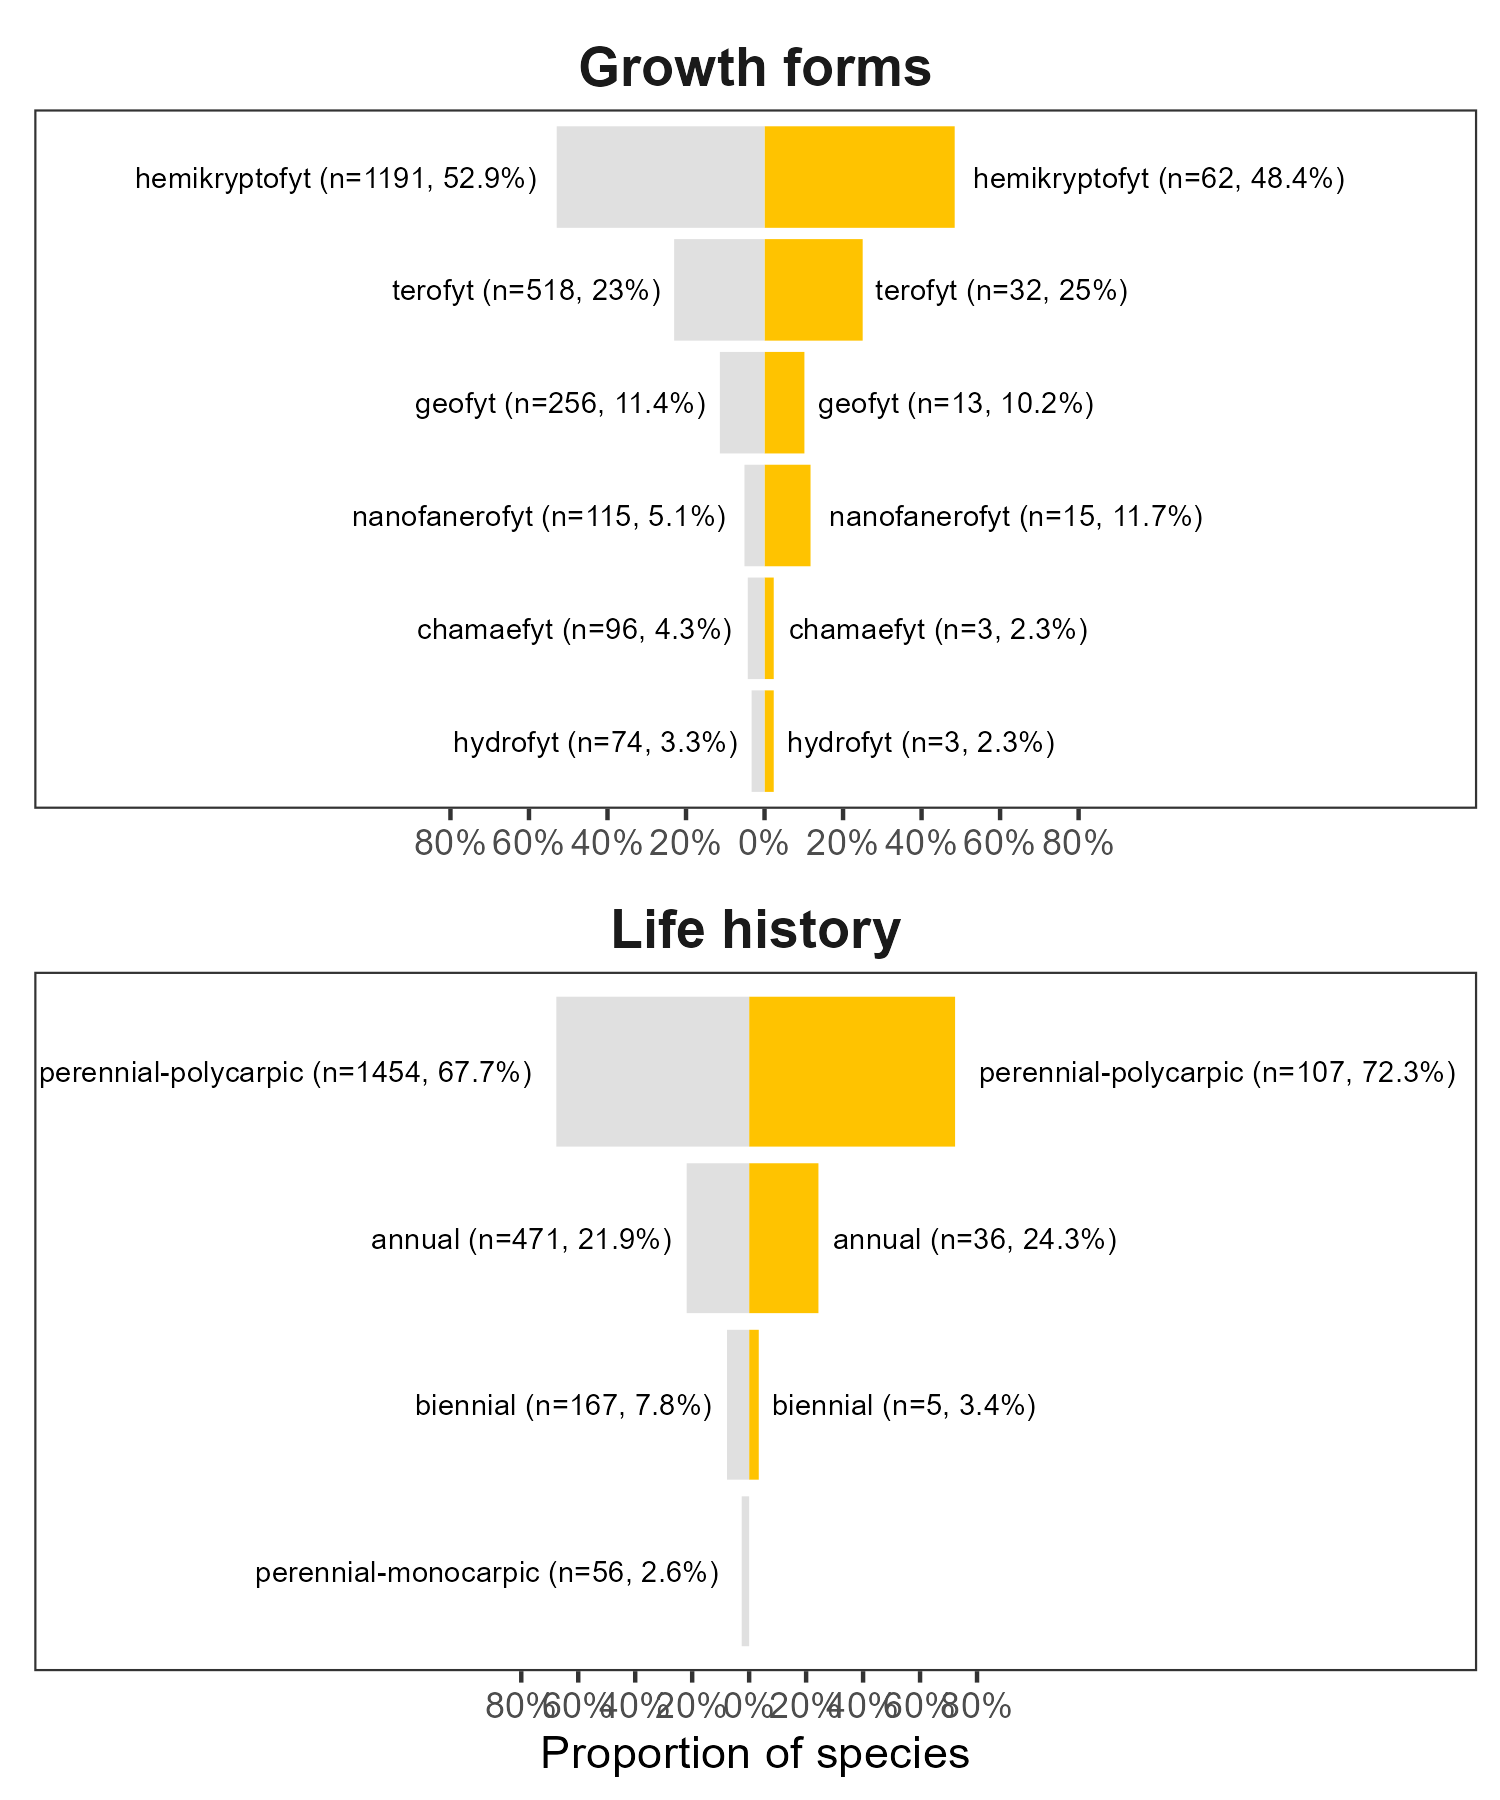 Growth forms
hemikryptofyt (n=1191, 52.9%) hemikryptofyt (n=62, 48.4%)
terofyt (n=518, 23%) terofyt (n=32, 25%)
geofyt (n=256, 11.4%) geofyt (n=13, 10.2%)
nanofanerofyt (n=115, 5.1%) nanofanerofyt (n=15, 11.7%)
chamaefyt (n=96, 4.3%) chamaefyt (n=3, 2.3%)
hydrofyt (n=74, 3.3%) hydrofyt (n=3, 2.3%)
80% 60% 40% 20% 0% 20% 40% 60% 80%
Life history
perennial-polycarpic (n=1454, 67.7%) perennial-polycarpic (n=107, 72.3%)
annual (n=471, 21.9%) annual (n=36, 24.3%)
biennial (n=167, 7.8%) biennial (n=5, 3.4%)
perennial-monocarpic (n=56, 2.6%)
80% 60% 40% 20% 0% 20% 40% 60% 80%
Proportion of species